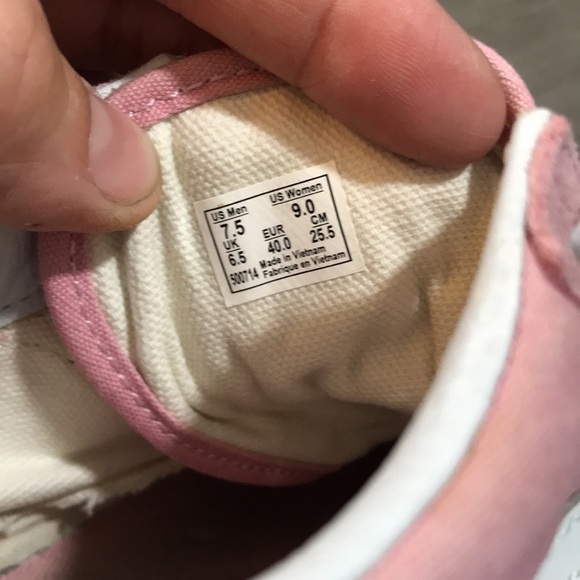 US Men US Women
7.5 9.0
UK EUR CM
6.5 40.0 25.5
500714 Made in Vietnam
Fabrique en Vietnam